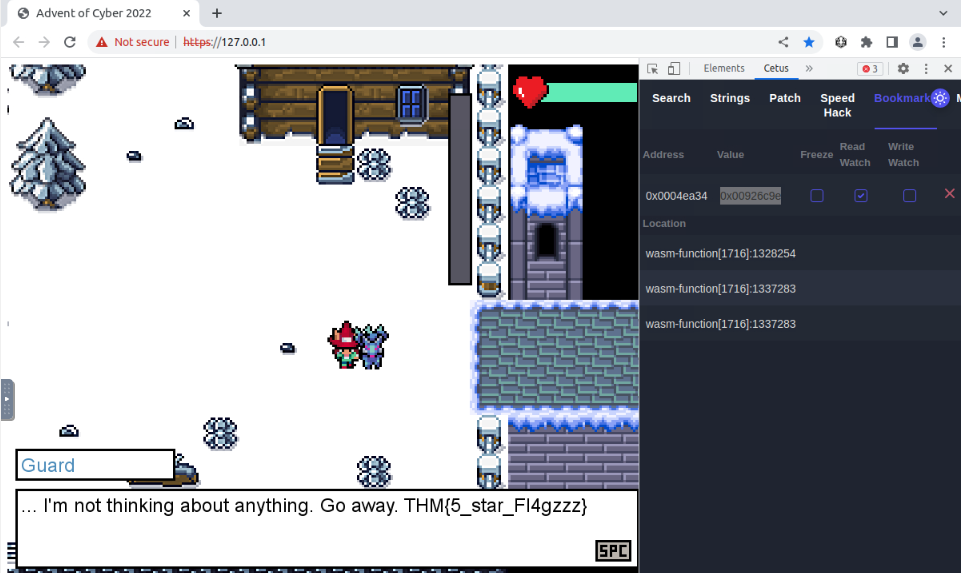 Advent of Cyber 2022
Not secure https://127.0.0.1
Elements Cetus 3
Search Strings Patch Speed Hack Bookmark M
Address Value Freeze Read Watch Write Watch
0x0004ea34 0x00926c9e
Location
wasm-function[1716]:1328254
wasm-function[1716]:1337283
wasm-function[1716]:1337283
Guard
... I'm not thinking about anything. Go away. THM{5_star_Fl4gzzz}
SPC